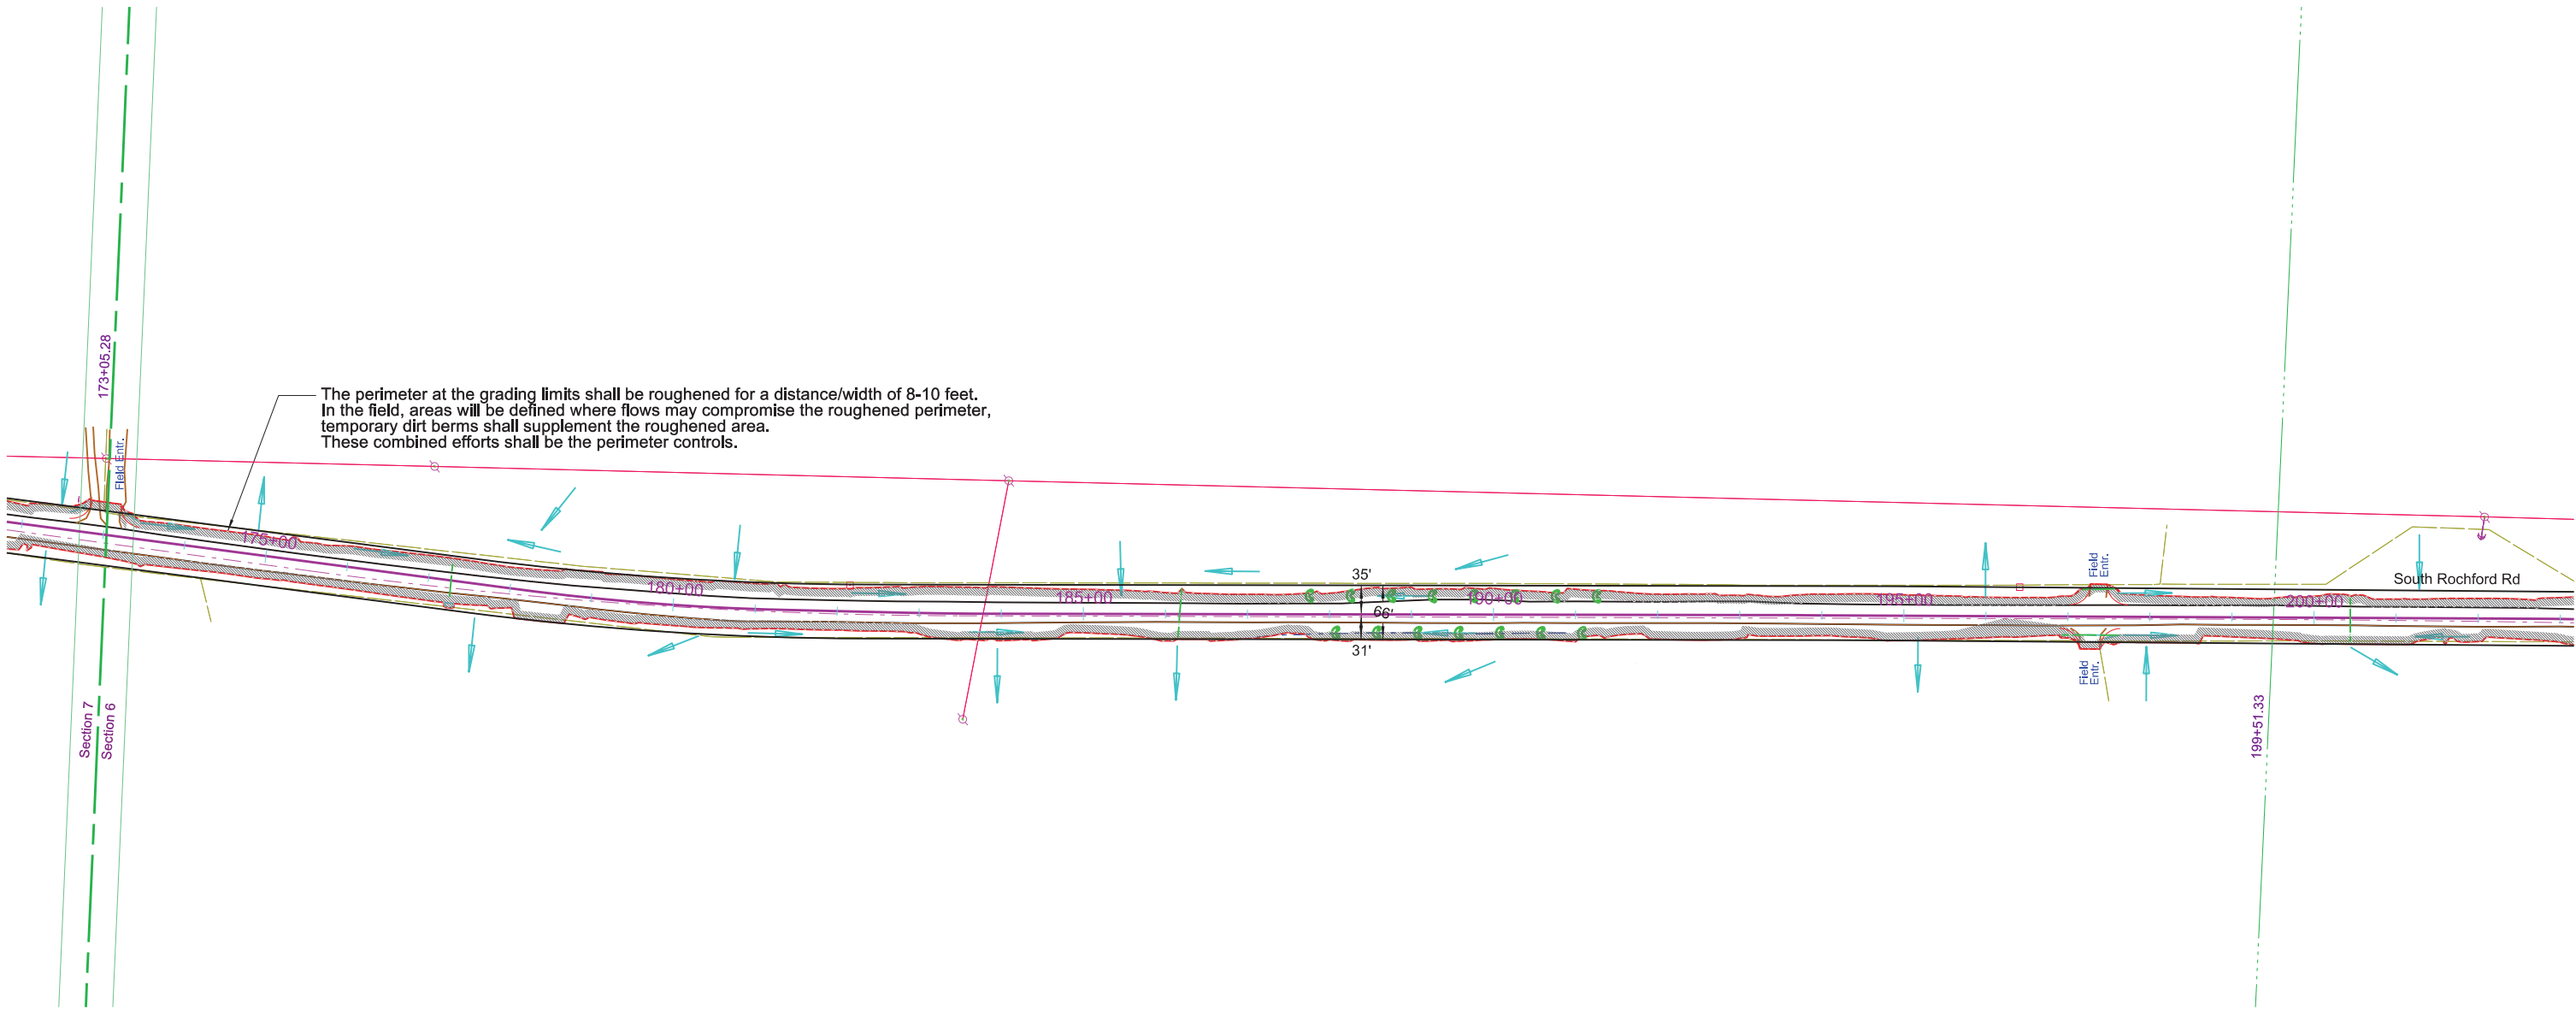 173+05.28
The perimeter at the grading limits shall be roughened for a distance/width of 8-10 feet.
In the field, areas will be defined where flows may compromise the roughened perimeter,
temporary dirt berms shall supplement the roughened area.
These combined efforts shall be the perimeter controls.
Field Entr.
175+00
180+00
185+00
35'
66'
31'
190+00
195+00
Field
Entr.
South Rochford Rd
200+00
Field
Entr.
Section 7
Section 6
199+51.33